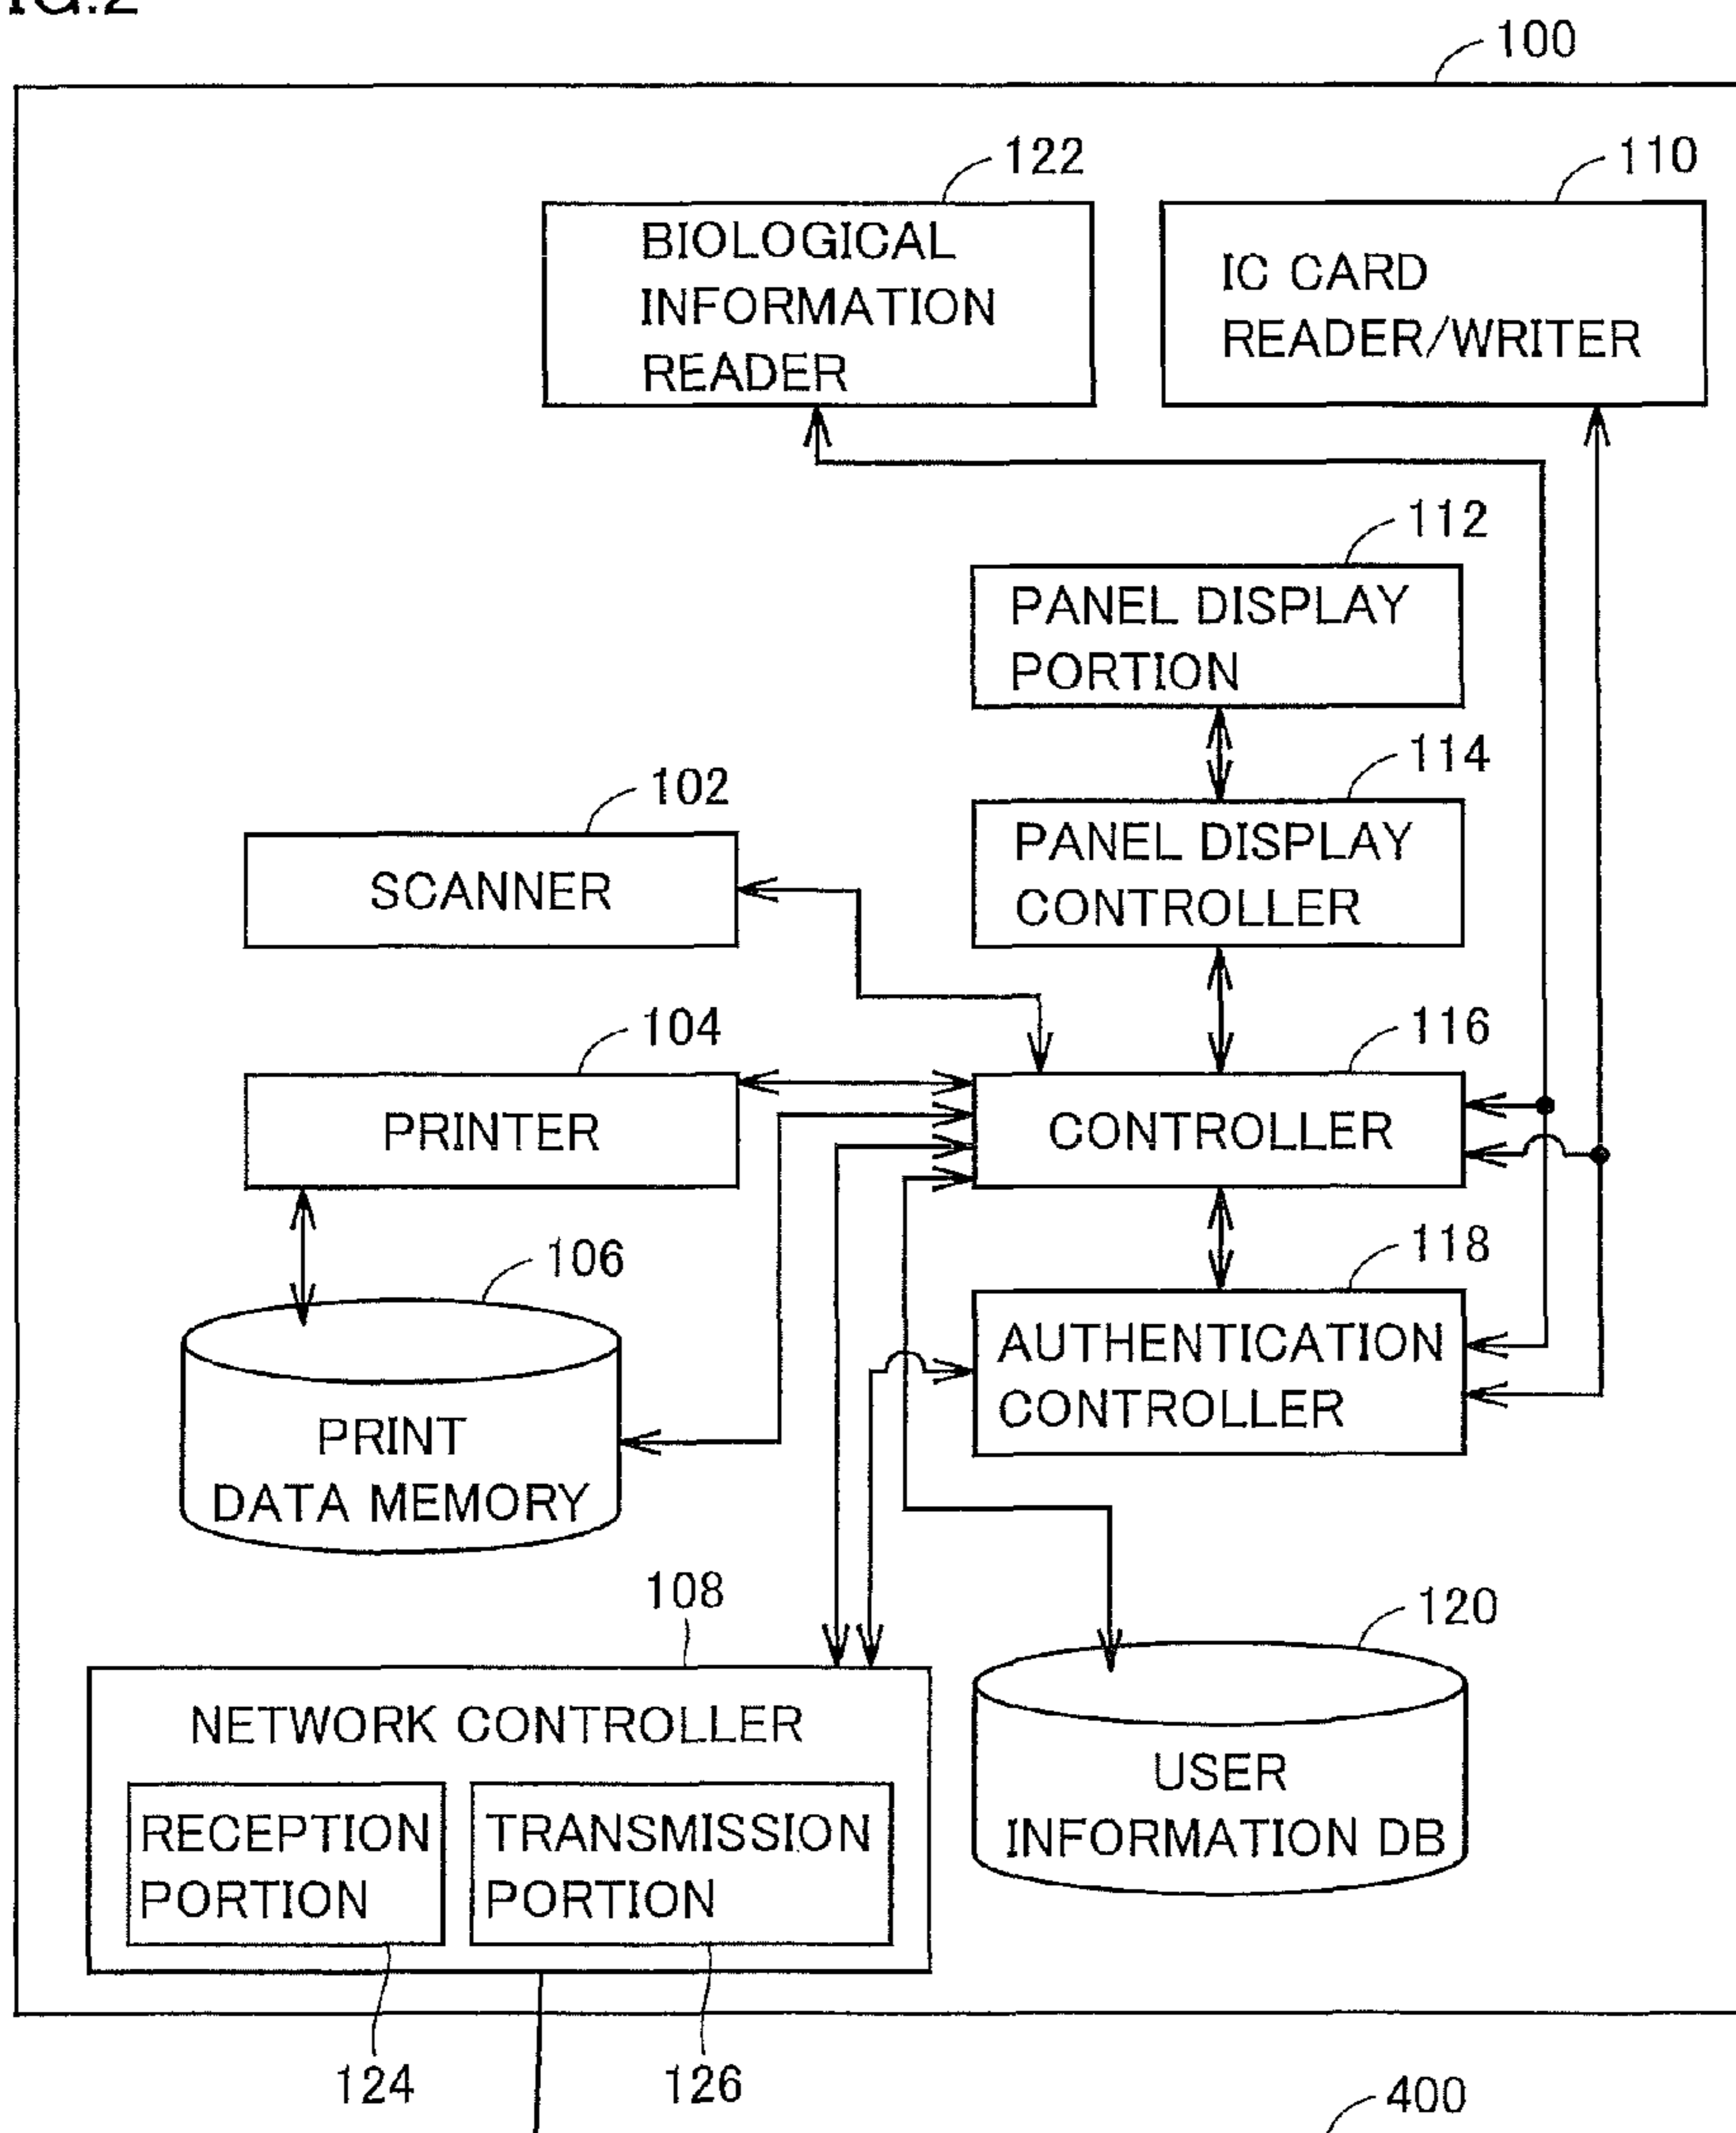 IG.2
100
122
110
BIOLOGICAL
INFORMATION
READER
IC CARD
READER/WRITER
112
PANEL DISPLAY
PORTION
114
PANEL DISPLAY
CONTROLLER
102
SCANNER
104
PRINTER
116
CONTROLLER
106
PRINT
DATA MEMORY
118
AUTHENTICATION
CONTROLLER
108
NETWORK CONTROLLER
RECEPTION
PORTION
TRANSMISSION
PORTION
120
USER
INFORMATION DB
124
126
400